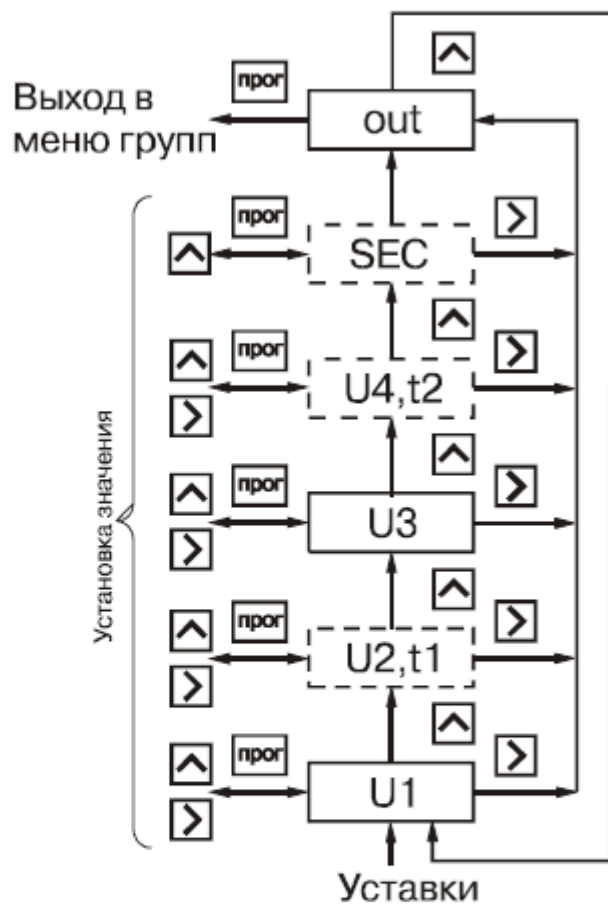 прог
out
Выход в
меню групп
прог
SEC
прог
U4,t2
прог
U3
прог
U2,t1
прог
U1
Установка значения
Уставки